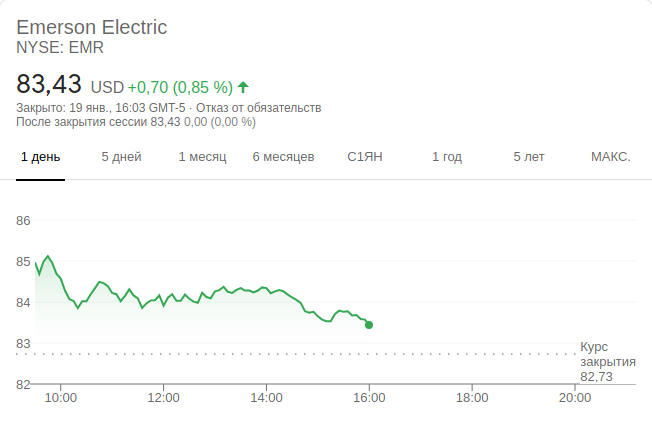 Emerson Electric
NYSE: EMR
83,43 USD +0,70 (0,85 %)
Закрыто: 19 янв., 16:03 GMT-5 · Отказ от обязательств
После закрытия сессии 83,43 0,00 (0,00 %)
1 день 5 дней 1 месяц 6 месяцев С1ЯН 1 год 5 лет МАКС.
86
85
84
83
Курс
закрытия
82,73
82
10:00 12:00 14:00 16:00 18:00 20:00